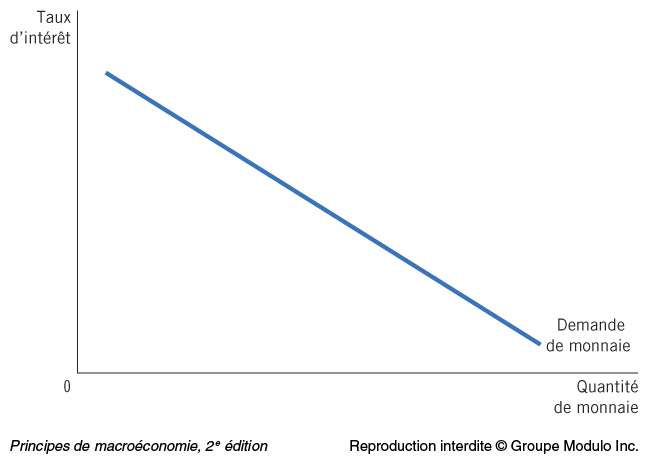 Taux
d'intérêt
Demande
de monnaie
0
Quantité
de monnaie
Principes de macroéconomie, 2e édition
Reproduction interdite © Groupe Modulo Inc.